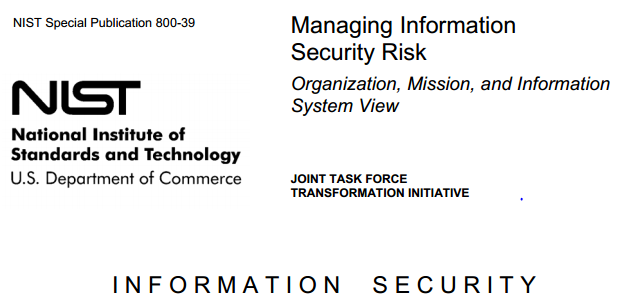 NIST Special Publication 800-39
Managing Information
Security Risk
Organization, Mission, and Information
System View
NIST
National Institute of
Standards and Technology
U.S. Department of Commerce
JOINT TASK FORCE
TRANSFORMATION INITIATIVE
INFORMATION SECURITY